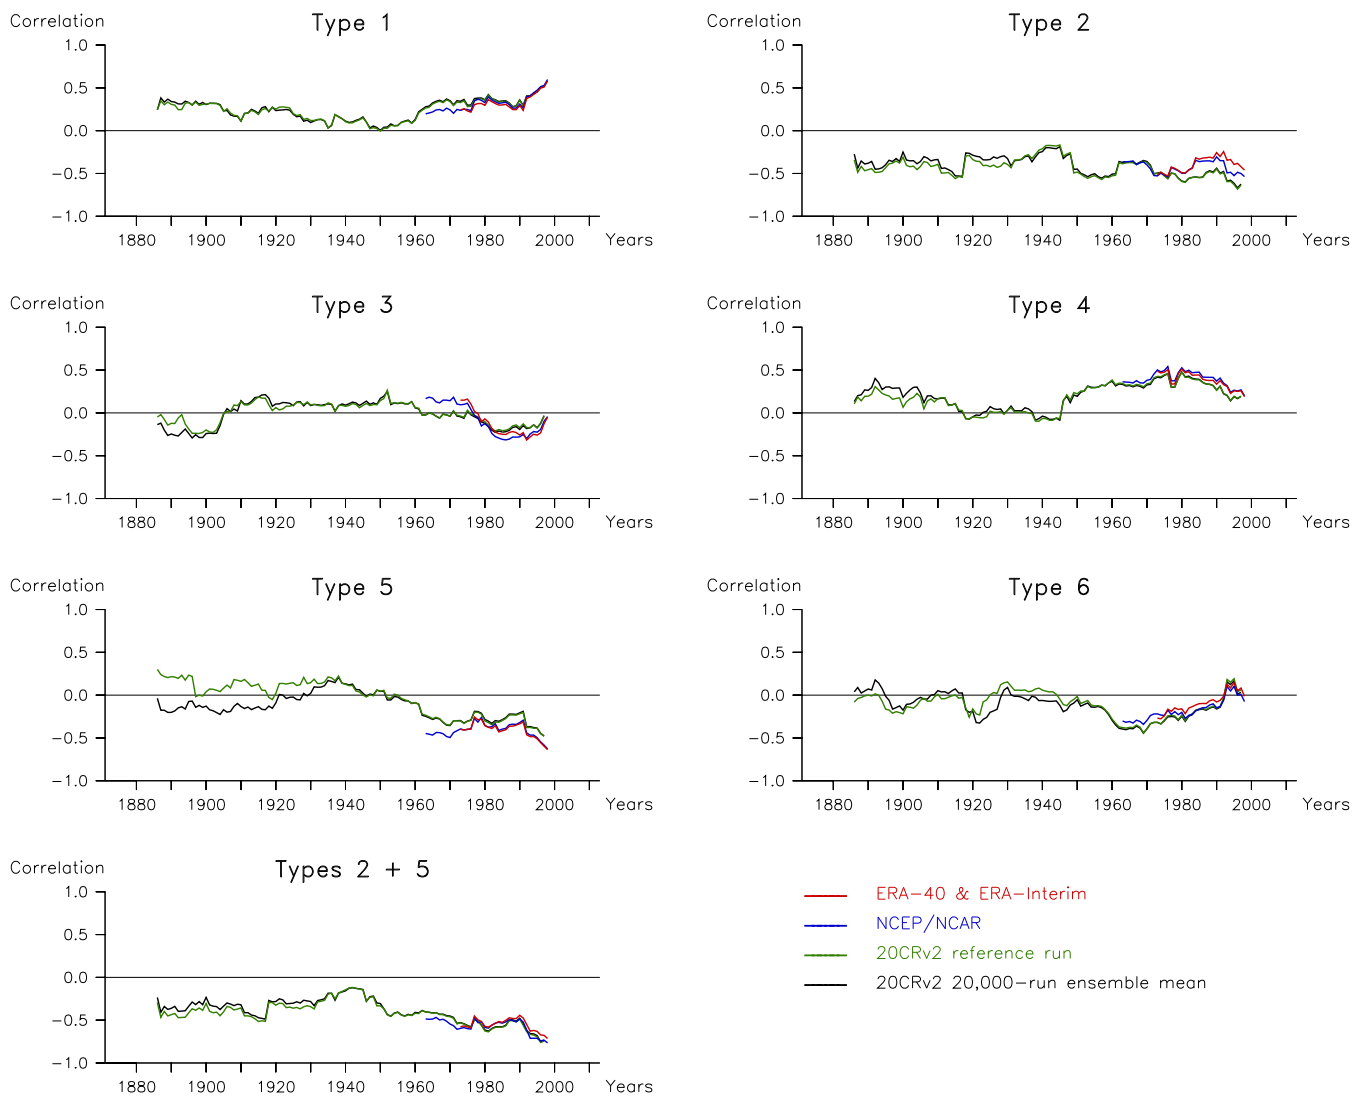 Correlation Type 1
1.0
0.5
0.0
−0.5
−1.0
1880 1900 1920 1940 1960 1980 2000 Years
Correlation Type 2
1.0
0.5
0.0
−0.5
−1.0
1880 1900 1920 1940 1960 1980 2000 Years
Correlation Type 3
1.0
0.5
0.0
−0.5
−1.0
1880 1900 1920 1940 1960 1980 2000 Years
Correlation Type 4
1.0
0.5
0.0
−0.5
−1.0
1880 1900 1920 1940 1960 1980 2000 Years
Correlation Type 5
1.0
0.5
0.0
−0.5
−1.0
1880 1900 1920 1940 1960 1980 2000 Years
Correlation Type 6
1.0
0.5
0.0
−0.5
−1.0
1880 1900 1920 1940 1960 1980 2000 Years
Correlation Types 2 + 5
1.0
0.5
0.0
−0.5
−1.0
1880 1900 1920 1940 1960 1980 2000 Years
ERA−40 & ERA−Interim
NCEP/NCAR
20CRv2 reference run
20CRv2 20,000−run ensemble mean